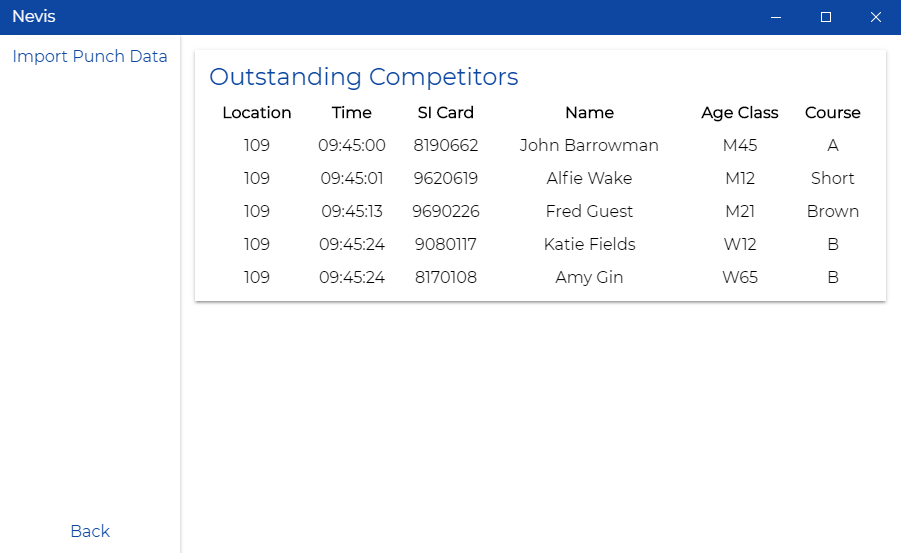 Nevis
Import Punch Data
Outstanding Competitors
Location Time SI Card Name Age Class Course
109 09:45:00 8190662 John Barrowman M45 A
109 09:45:01 9620619 Alfie Wake M12 Short
109 09:45:13 9690226 Fred Guest M21 Brown
109 09:45:24 9080117 Katie Fields W12 B
109 09:45:24 8170108 Amy Gin W65 B
Back